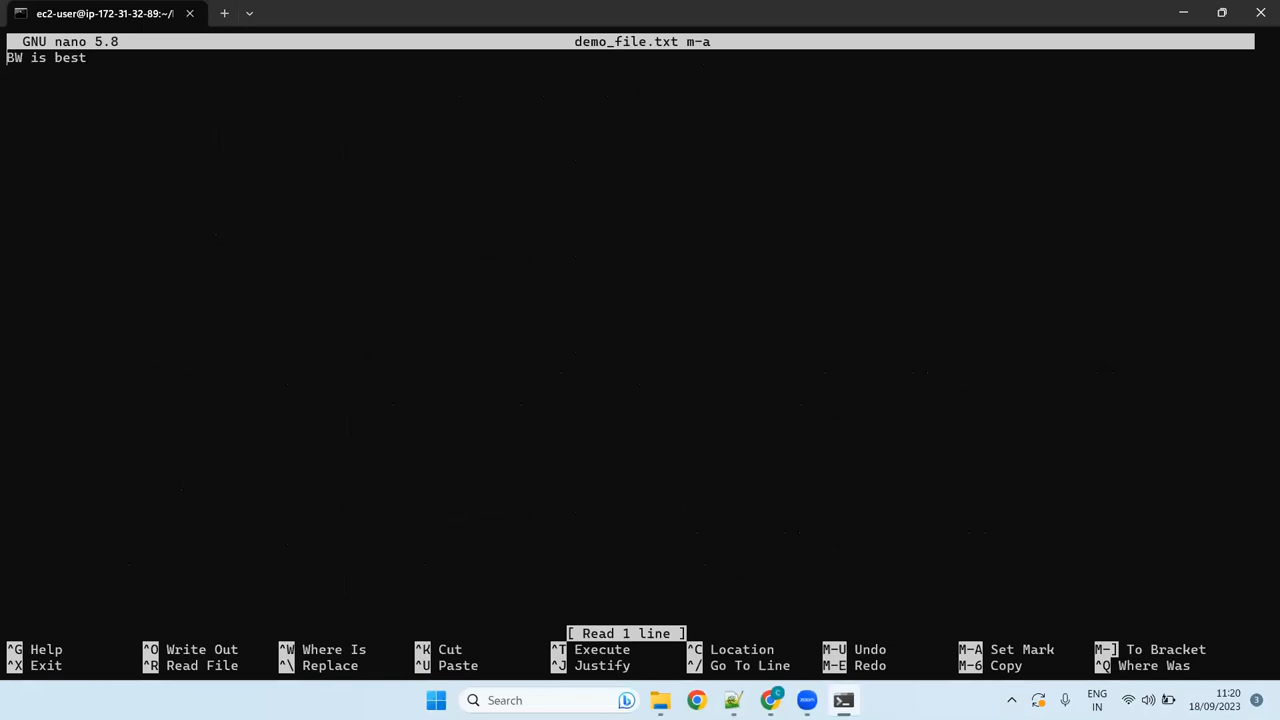 ec2-user@ip-172-31-32-89:~/
GNU nano 5.8 demo_file.txt m-a
BW is best
[ Read 1 line ]
^G Help ^O Write Out ^W Where Is ^K Cut ^T Execute ^C Location M-U Undo M-A Set Mark M-] To Bracket
^X Exit ^R Read File ^\ Replace ^U Paste ^J Justify ^/ Go To Line M-E Redo M-6 Copy ^Q Where Was
Search zoom ENG 11:20
IN 18/09/2023 3